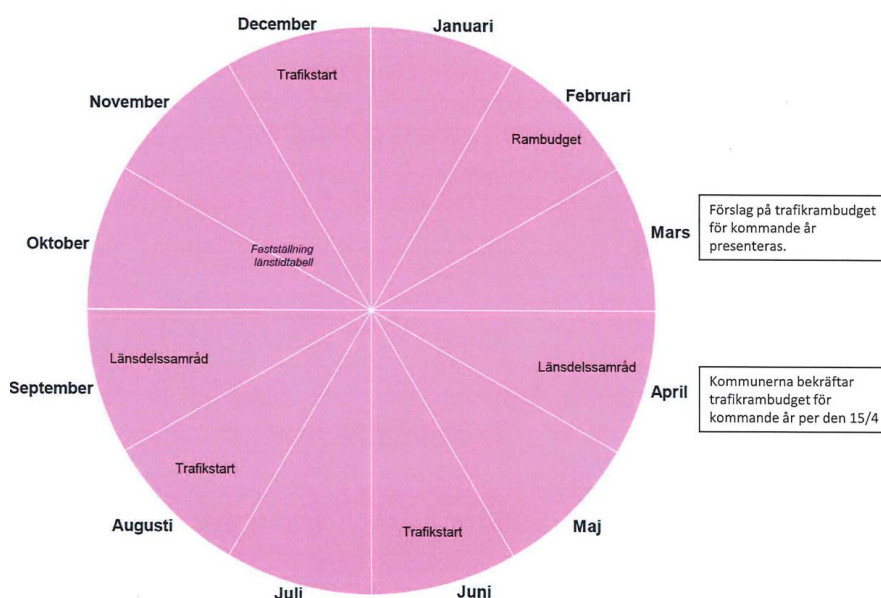 December
Januari
Trafikstart
November
Februari
Rambudget
Oktober
Fastställning
länstidtabell
Mars
Förslag på trafikrambudget
för kommande år
presenteras.
Länsdelssamråd
Länsdelssamråd
September
April
Kommunerna bekräftar
trafikrambudget för
kommande år per den 15/4
Trafikstart
Augusti
Trafikstart
Maj
Juli
Juni